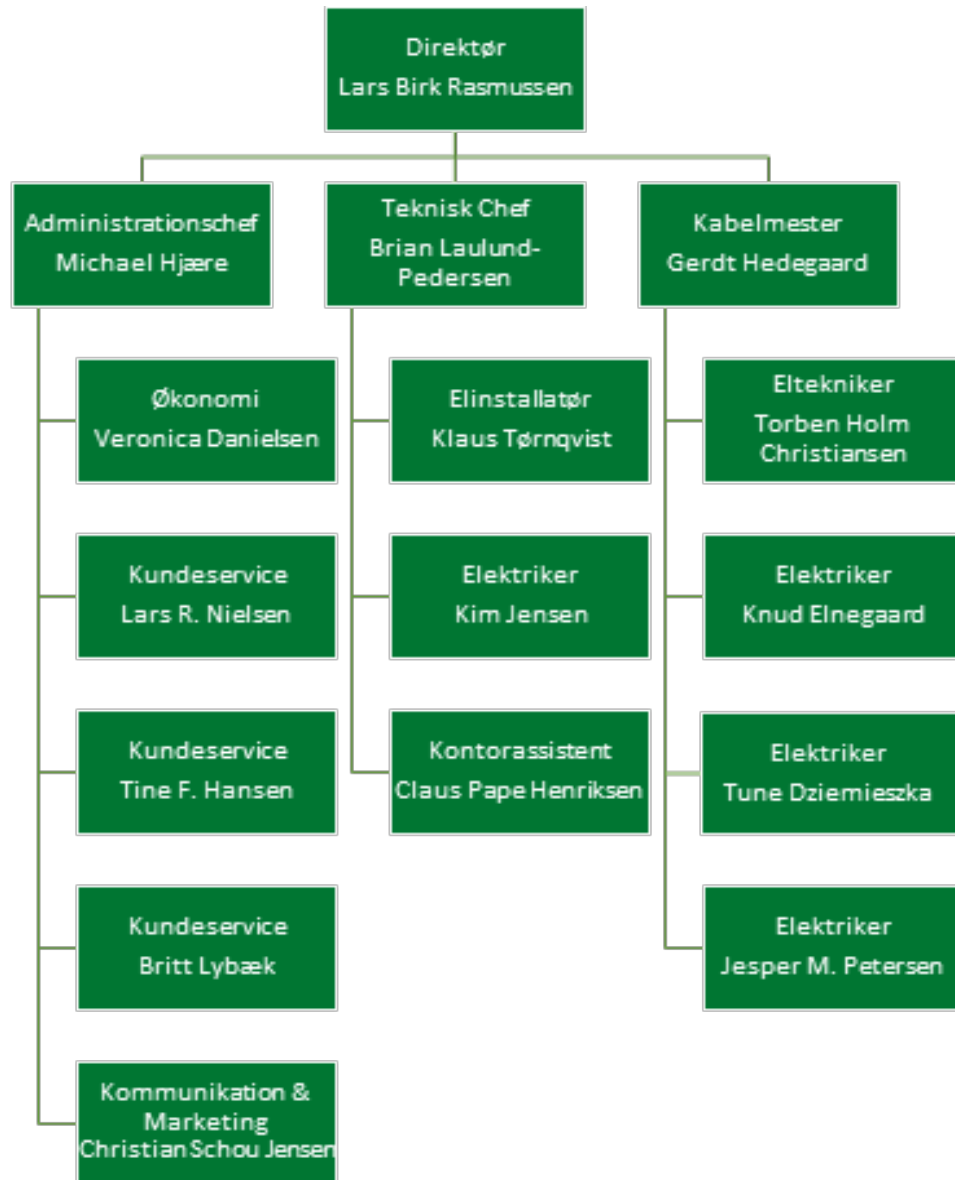 Direktør
Lars Birk Rasmussen
Administrationschef
Michael Hjære
Teknisk Chef
Brian Laulund-
Pedersen
Kabelmester
Gerdt Hedegaard
Økonomi
Veronica Danielsen
Kundeservice
Lars R. Nielsen
Kundeservice
Tine F. Hansen
Kundeservice
Britt Lybæk
Kommunikation &
Marketing
Christian Schou Jensen
Elinstallatør
Klaus Tørnqvist
Elektriker
Kim Jensen
Kontorassistent
Claus Pape Henriksen
Eltekniker
Torben Holm
Christiansen
Elektriker
Knud Elnegaard
Elektriker
Tune Dziemieszka
Elektriker
Jesper M. Petersen